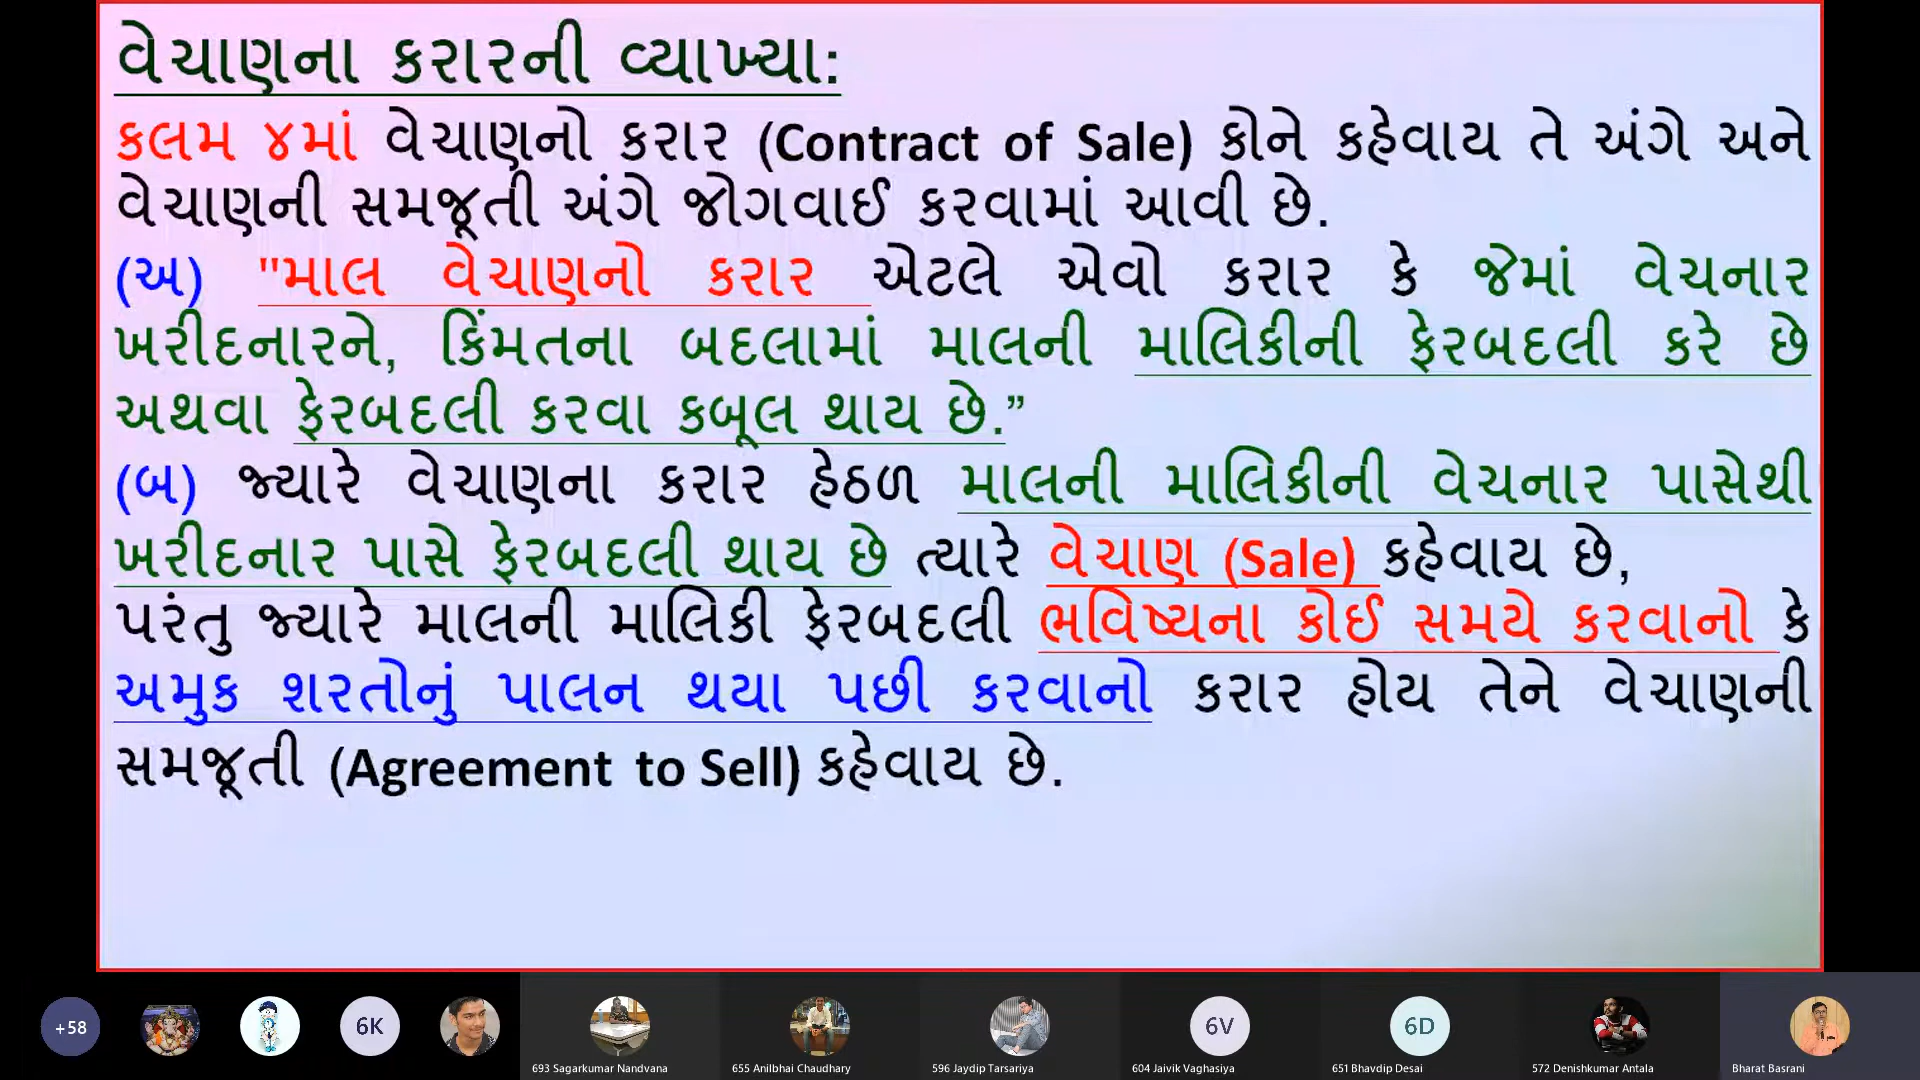 વેચાણના કરારની વ્યાખ્યા:
કલમ ૪માં વેચાણનો કરાર (Contract of Sale) કોને કહેવાય તે અંગે અને
વેચાણની સમજૂતી અંગે જોગવાઈ કરવામાં આવી છે.
(અ) "માલ વેચાણનો કરાર એટલે એવો કરાર કે જેમાં વેચનાર
ખરીદનારને, કિંમતના બદલામાં માલની માલિકીની ફેરબદલી કરે છે
અથવા ફેરબદલી કરવા કબૂલ થાય છે.”
(બ) જ્યારે વેચાણના કરાર હેઠળ માલની માલિકીની વેચનાર પાસેથી
ખરીદનાર પાસે ફેરબદલી થાય છે ત્યારે વેચાણ (Sale) કહેવાય છે,
પરંતુ જ્યારે માલની માલિકી ફેરબદલી ભવિષ્યના કોઈ સમયે કરવાનો કે
અમુક શરતોનું પાલન થયા પછી કરવાનો કરાર હોય તેને વેચાણની
સમજૂતી (Agreement to Sell) કહેવાય છે.
+58 6K 6V 6D
693 Sagarkumar Nandvana 655 Anilbhai Chaudhary 596 Jaydip Tarsariya 604 Jaivik Vaghasiya 651 Bhavdip Desai 572 Denishkumar Antala Bharat Basrani